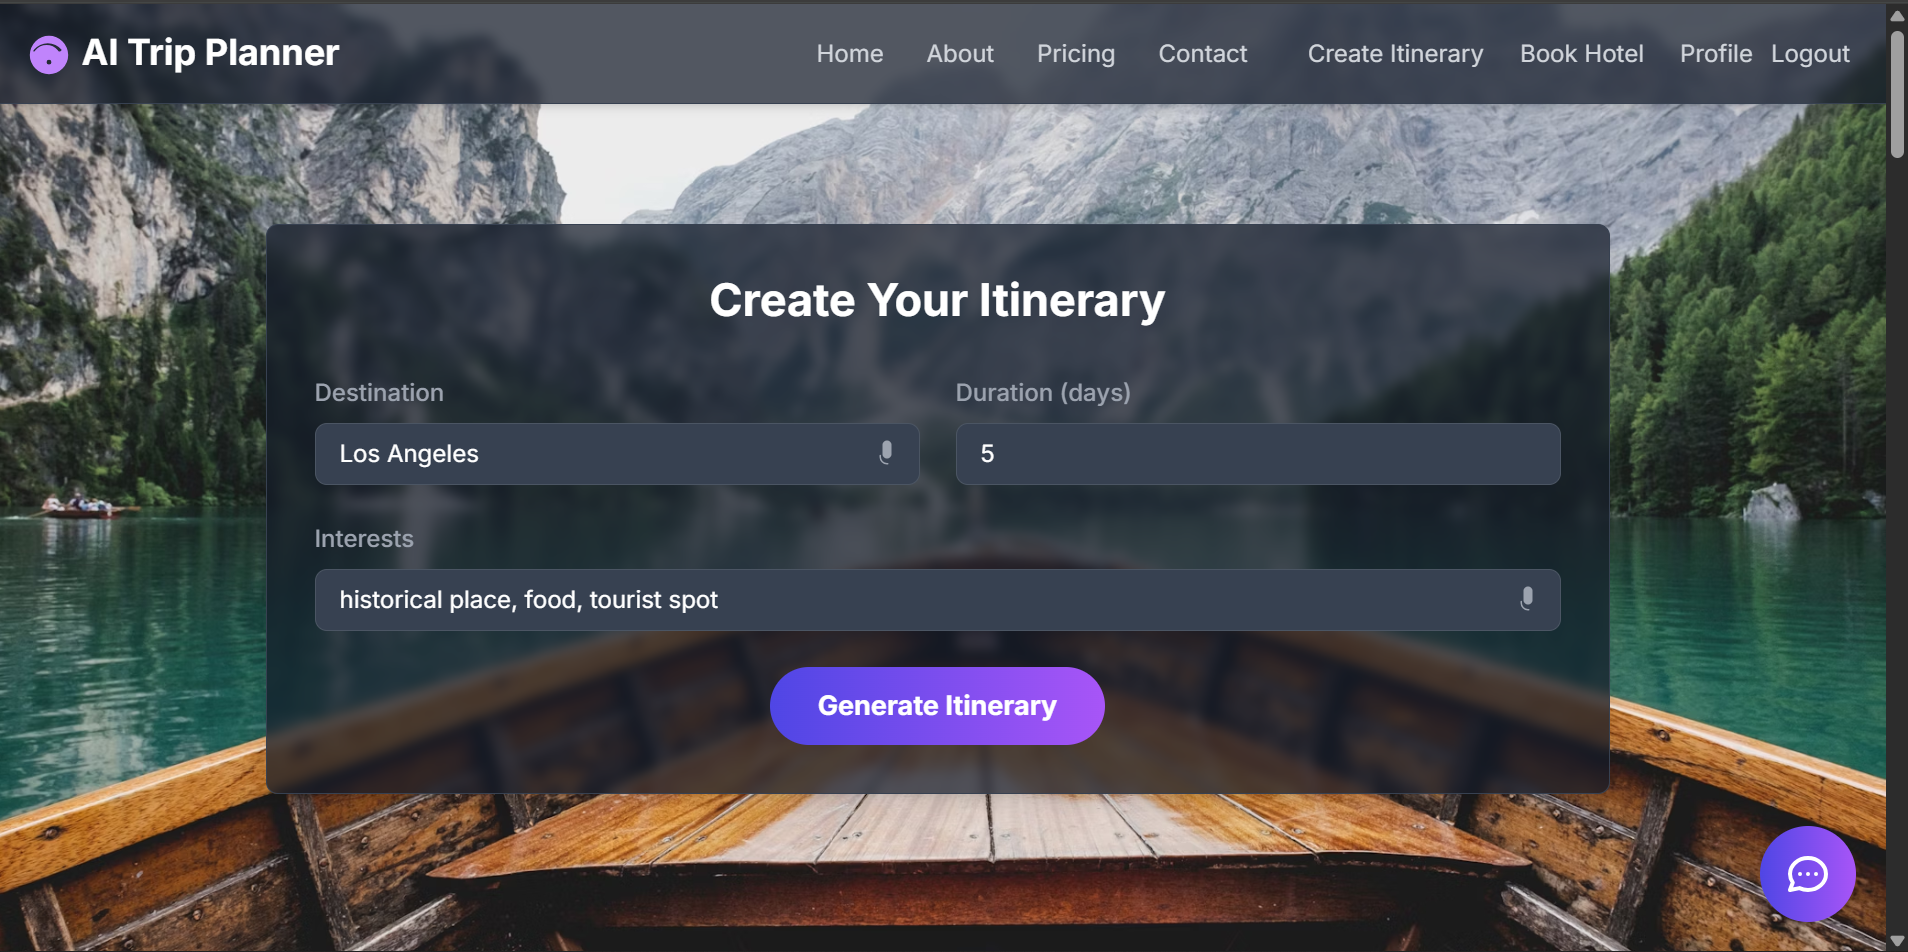 AI Trip Planner
Home About Pricing Contact Create Itinerary Book Hotel Profile Logout
Create Your Itinerary
Destination Duration (days)
Los Angeles 5
Interests
historical place, food, tourist spot
Generate Itinerary